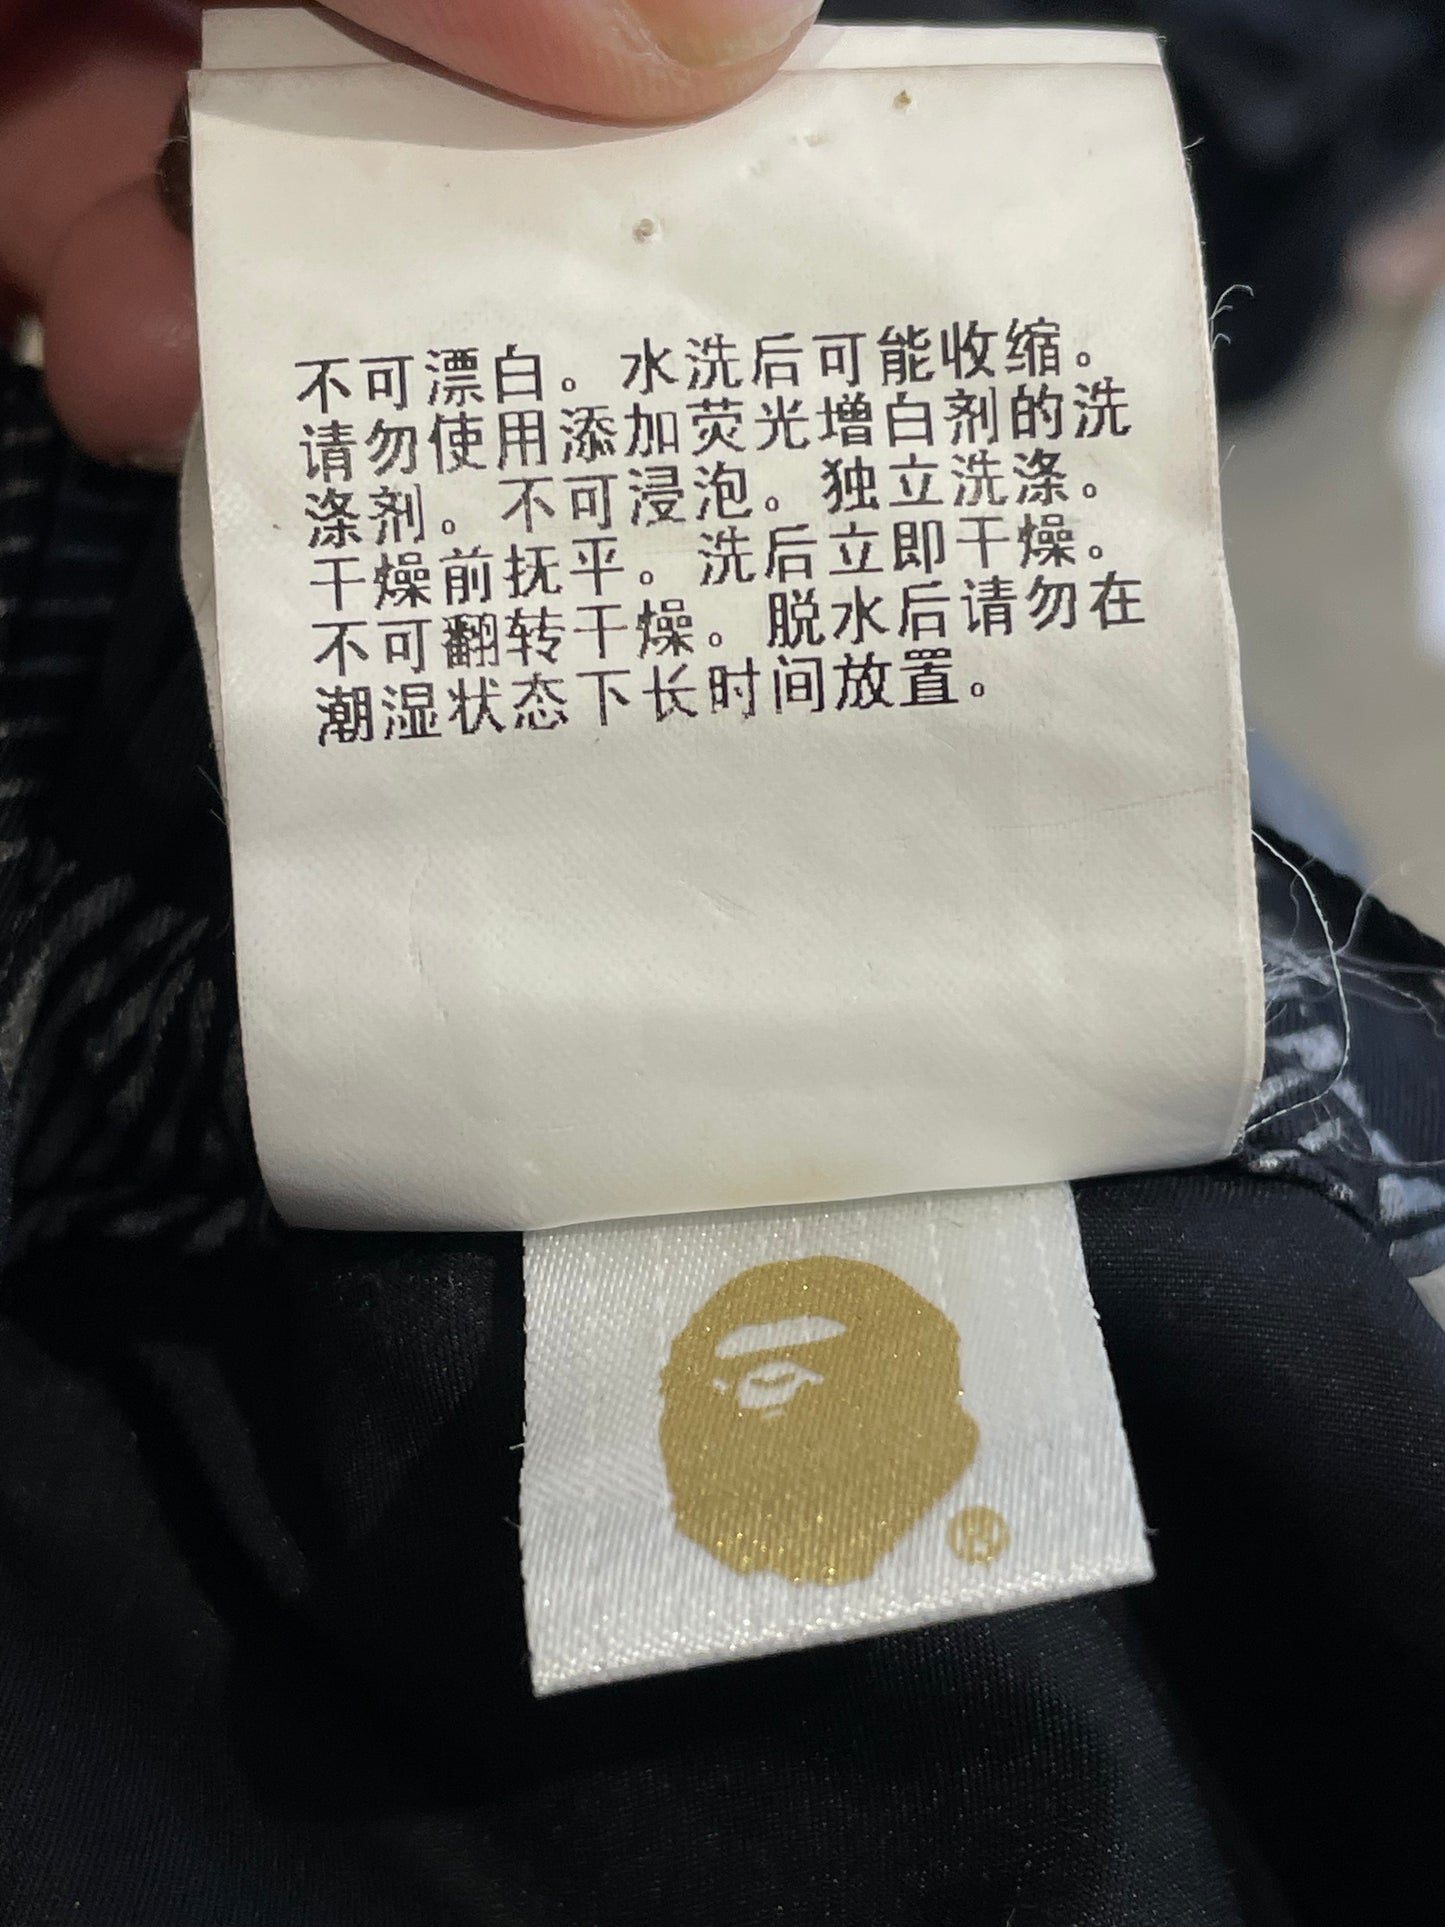 不可漂白。水洗后可能收缩。
请勿使用添加荧光增白剂的洗
涤剂。不可浸泡。独立洗涤。
干燥前抚平。洗后立即干燥。
不可翻转干燥。脱水后请勿在
潮湿状态下长时间放置。
®